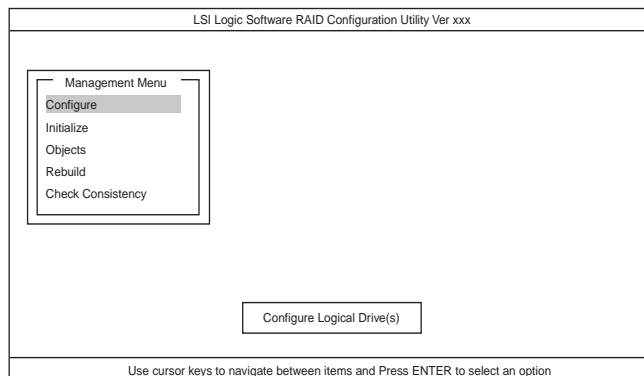 LSI Logic Software RAID Configuration Utility Ver xxx
Management Menu
Configure
Initialize
Objects
Rebuild
Check Consistency
Configure Logical Drive(s)
Use cursor keys to navigate between items and Press ENTER to select an option